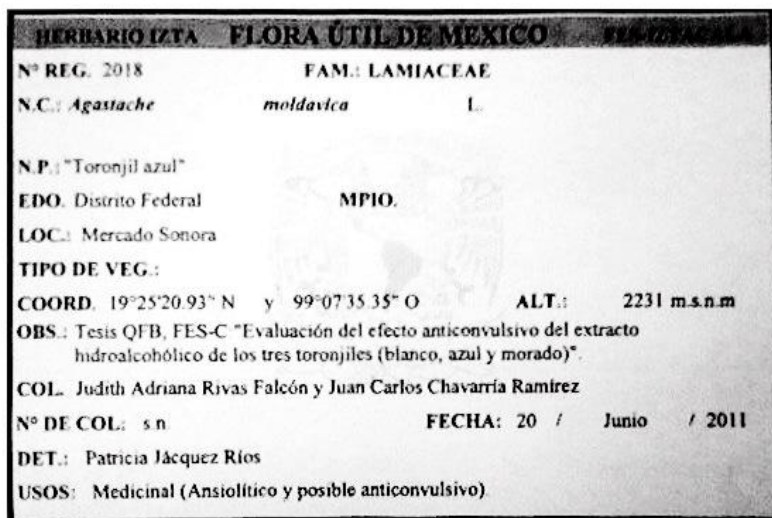 HERBARIO IZTA FLORA ÚTIL DE MEXICO FES-IZTACALA
Nº REG. 2018 FAM.: LAMIACEAE
N.C.: Agastache moldavica L.
N.P.: "Toronjil azul"
EDO. Distrito Federal MPIO.
LOC.: Mercado Sonora
TIPO DE VEG.:
COORD. 19°25'20.93" N y 99°07'35.35" O ALT.: 2231 m.s.n.m
OBS.: Tesis QFB, FES-C "Evaluación del efecto anticonvulsivo del extracto
hidroalcohólico de los tres toronjiles (blanco, azul y morado)".
COL. Judith Adriana Rivas Falcón y Juan Carlos Chavarría Ramírez
Nº DE COL: s.n. FECHA: 20 / Junio / 2011
DET.: Patricia Jácquez Ríos
USOS: Medicinal (Ansiolítico y posible anticonvulsivo)